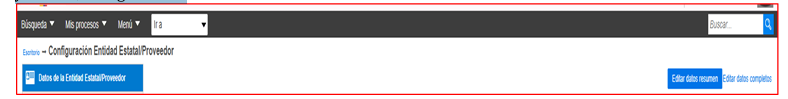 Búsqueda ▼ Mis procesos ▼ Menú ▼ Ir a ▼ Buscar...
Escritorio → Configuración Entidad Estatal/Proveedor
Datos de la Entidad Estatal/Proveedor Editar datos resumen Editar datos completos